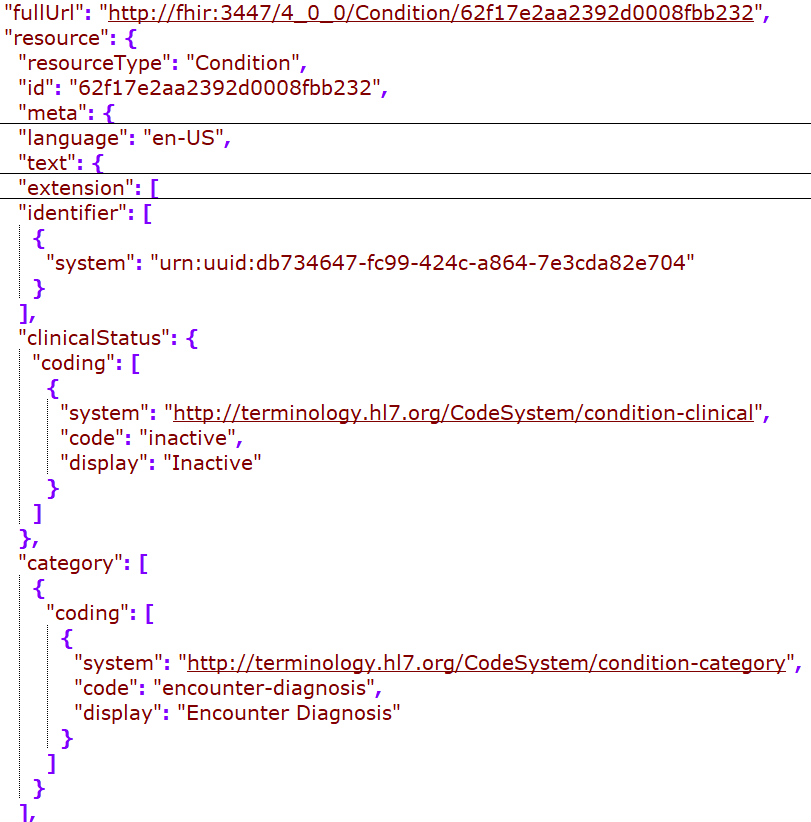 "fullUrl": "http://fhir:3447/4_0_0/Condition/62f17e2aa2392d0008fbb232",
"resource": {
"resourceType": "Condition",
"id": "62f17e2aa2392d0008fbb232",
"meta": {
"language": "en-US",
"text": {
"extension": [
"identifier": [
{
"system": "urn:uuid:db734647-fc99-424c-a864-7e3cda82e704"
}
],
"clinicalStatus": {
"coding": [
{
"system": "http://terminology.hl7.org/CodeSystem/condition-clinical",
"code": "inactive",
"display": "Inactive"
}
]
},
"category": [
{
"coding": [
{
"system": "http://terminology.hl7.org/CodeSystem/condition-category",
"code": "encounter-diagnosis",
"display": "Encounter Diagnosis"
}
]
}
],